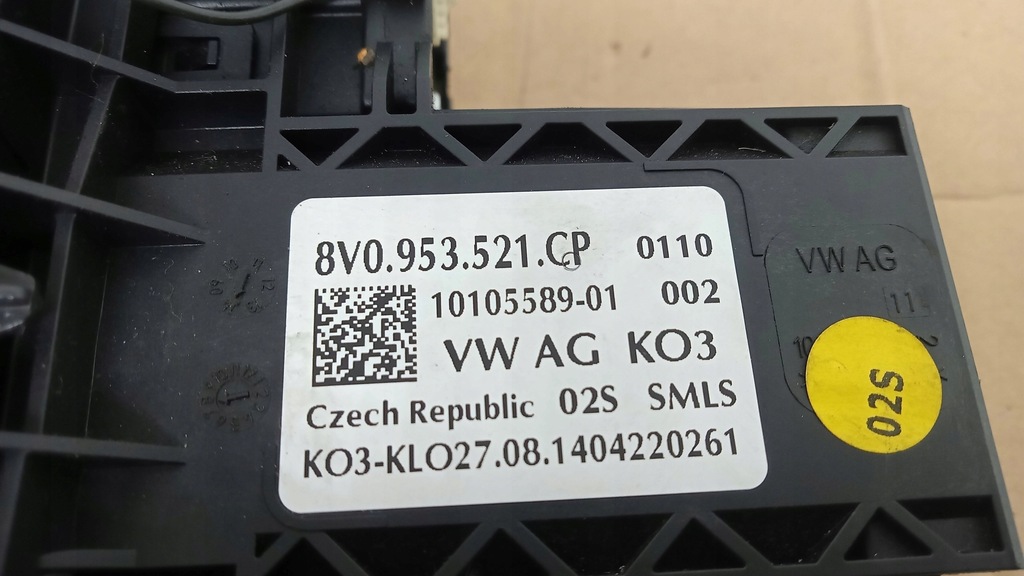 8V0.953.521.CP 0110
10105589-01 002
VW AG KO3
Czech Republic 02S SMLS
KO3-KLO27.08.1404220261
VW AG
11
02S